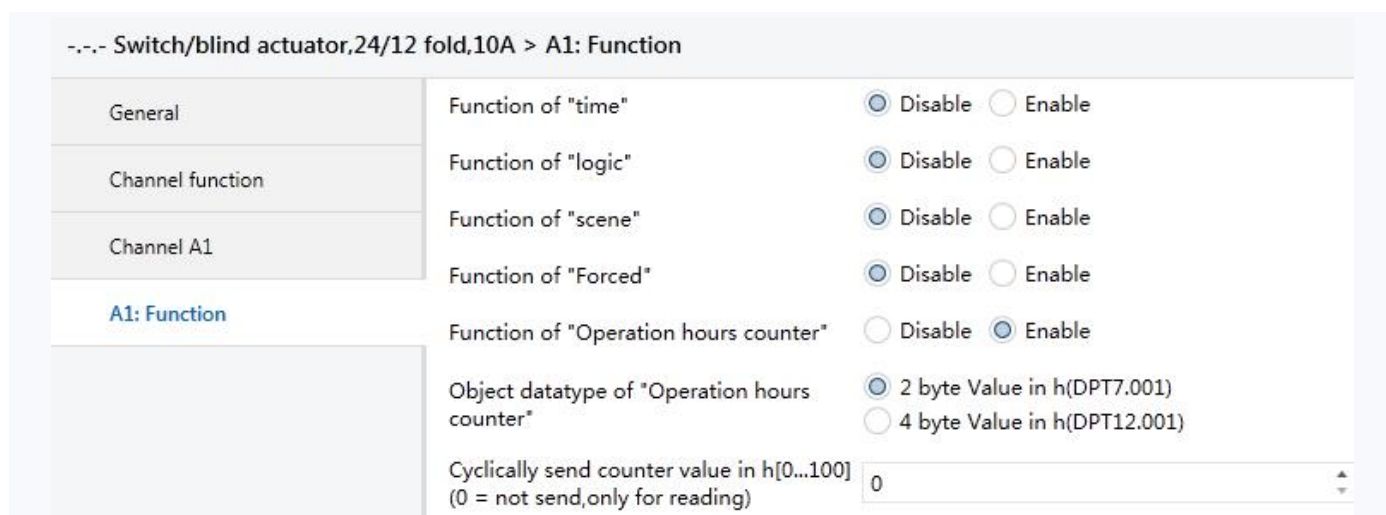 -.-.- Switch/blind actuator,24/12 fold,10A > A1: Function
General
Channel function
Channel A1
A1: Function
Function of "time"
Disable Enable
Function of "logic"
Disable Enable
Function of "scene"
Disable Enable
Function of "Forced"
Disable Enable
Function of "Operation hours counter"
Disable Enable
Object datatype of "Operation hours
counter"
2 byte Value in h(DPT7.001)
4 byte Value in h(DPT12.001)
Cyclically send counter value in h[0...100]
(0 = not send,only for reading)
0